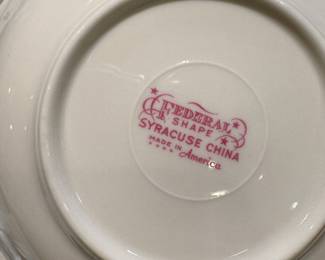 FEDERAL
SHAPE
SYRACUSE CHINA
MADE IN America